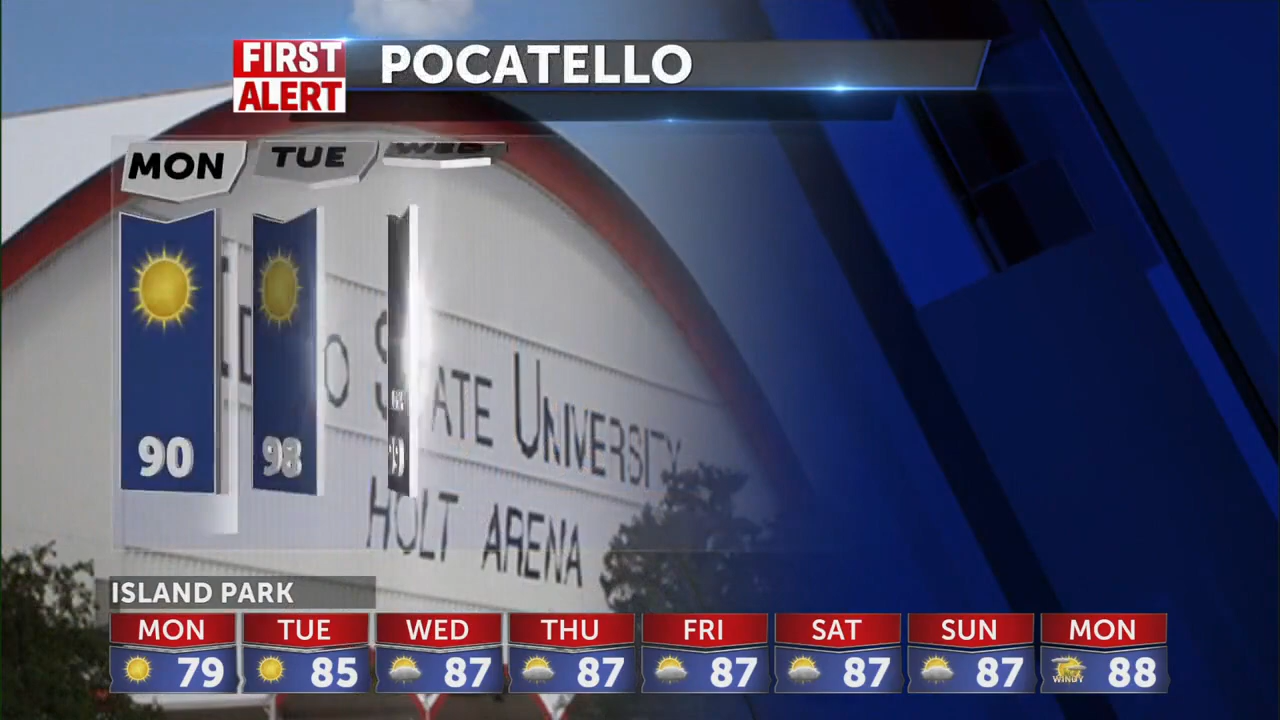 FIRST
ALERT
POCATELLO
MON TUE WED
90 98
STATE UNIVERSITY
HOLT ARENA
ISLAND PARK
MON TUE WED THU FRI SAT SUN MON
79 85 87 87 87 87 87 88
WINDY